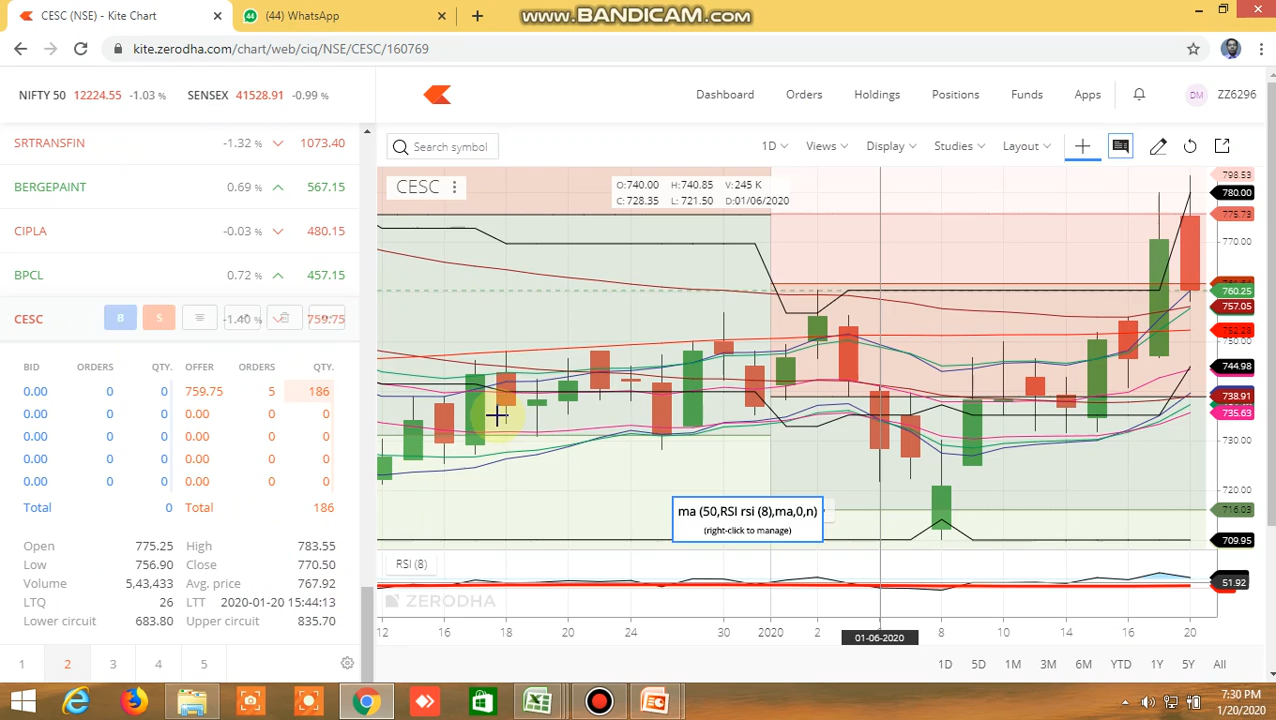 CESC (NSE) - Kite Chart
(44) WhatsApp
www.BANDICAM.com
kite.zerodha.com/chart/web/ciq/NSE/CESC/160769
NIFTY 50 12224.55 -1.03 % SENSEX 41528.91 -0.99 %
Dashboard Orders Holdings Positions Funds Apps DM ZZ6296
SRTRANSFIN -1.32 % 1073.40
BERGEPAINT 0.69 % 567.15
CIPLA -0.03 % 480.15
BPCL 0.72 % 457.15
CESC B S -1.40 % 759.75
BID ORDERS QTY. OFFER ORDERS QTY.
0.00 0 0 759.75 5 186
0.00 0 0 0.00 0 0
0.00 0 0 0.00 0 0
0.00 0 0 0.00 0 0
0.00 0 0 0.00 0 0
Total 0 Total 186
Open 775.25 High 783.55
Low 756.90 Close 770.50
Volume 5,43,433 Avg. price 767.92
LTQ 26 LTT 2020-01-20 15:44:13
Lower circuit 683.80 Upper circuit 835.70
1 2 3 4 5
Search symbol
1D Views Display Studies Layout
CESC
O:740.00 H:740.85 V:245 K
C:728.35 L:721.50 D:01/06/2020
798.53
780.00
775.73
770.00
760.25
757.05
752.28
750.00
744.98
738.91
735.63
730.00
720.00
716.03
709.95
ma (50,RSI rsi (8),ma,0,n)
(right-click to manage)
RSI (8)
51.92
ZERODHA
12 16 18 20 24 30 2020 2 8 10 14 16 20
01-06-2020
1D 5D 1M 3M 6M YTD 1Y 5Y All
7:30 PM
1/20/2020